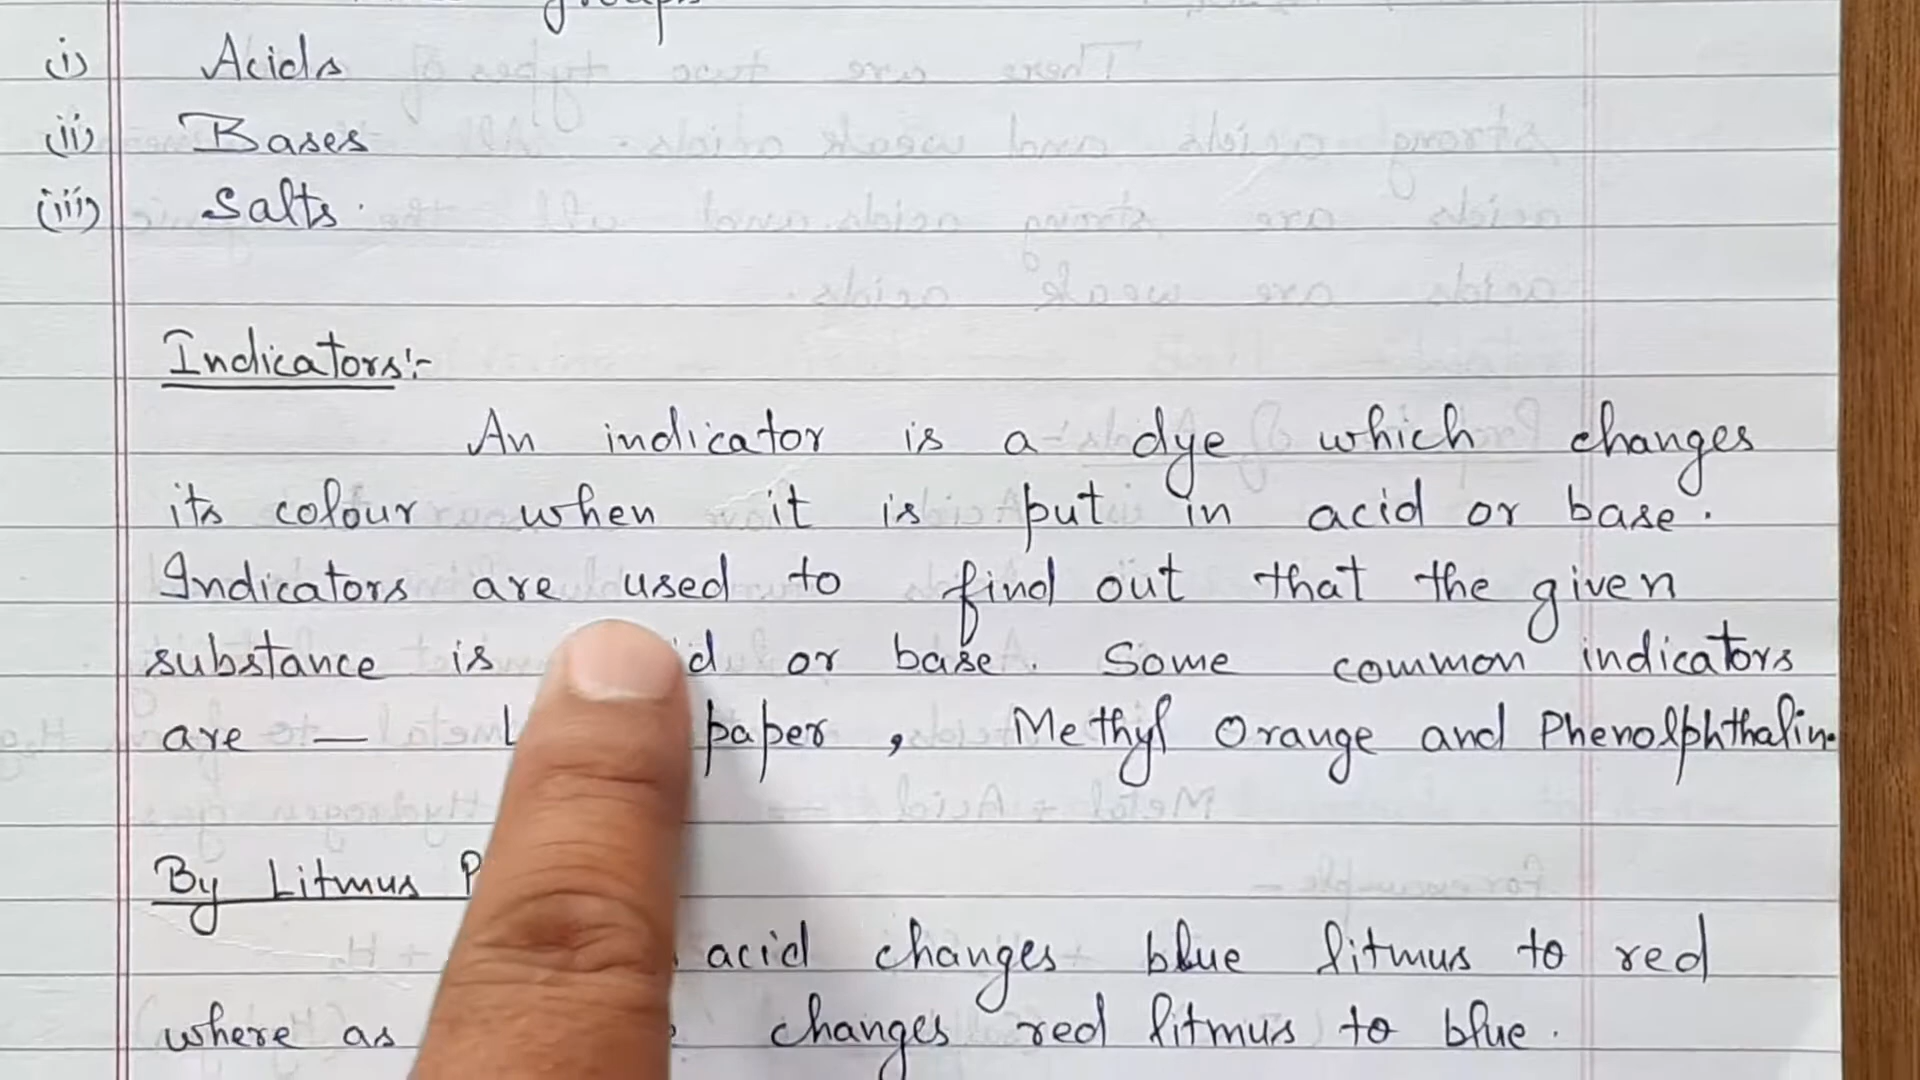 (i) Acids
(ii) Bases
(iii) Salts.
Indicators:-
An indicator is a dye which changes
its colour when it is put in acid or base.
Indicators are used to find out that the given
substance is or base. Some common indicators
are — paper, Methyl Orange and Phenolphthalin.
By Litmus
acid changes blue litmus to red
where as changes red litmus to blue.